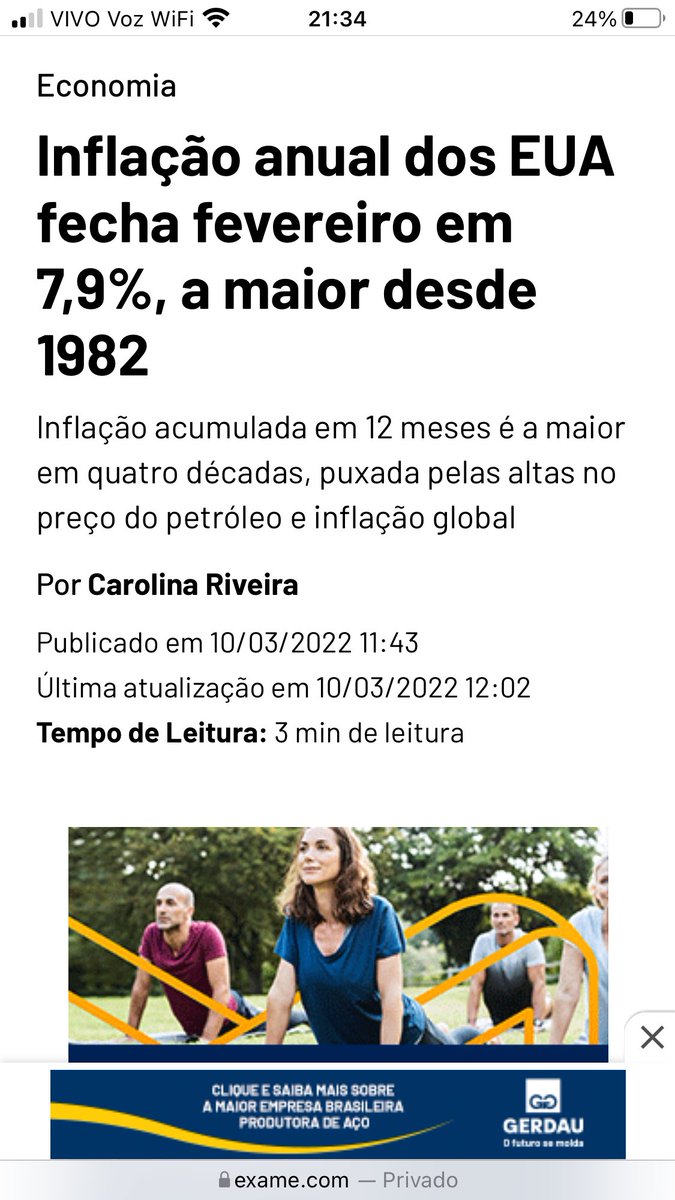 VIVO Voz WiFi 21:34 24%
Economia
Inflação anual dos EUA
fecha fevereiro em
7,9%, a maior desde
1982
Inflação acumulada em 12 meses é a maior
em quatro décadas, puxada pelas altas no
preço do petróleo e inflação global
Por Carolina Riveira
Publicado em 10/03/2022 11:43
Última atualização em 10/03/2022 12:02
Tempo de Leitura: 3 min de leitura
CLIQUE E SAIBA MAIS SOBRE
A MAIOR EMPRESA BRASILEIRA
PRODUTORA DE AÇO
GG
GERDAU
O futuro se molda
exame.com — Privado